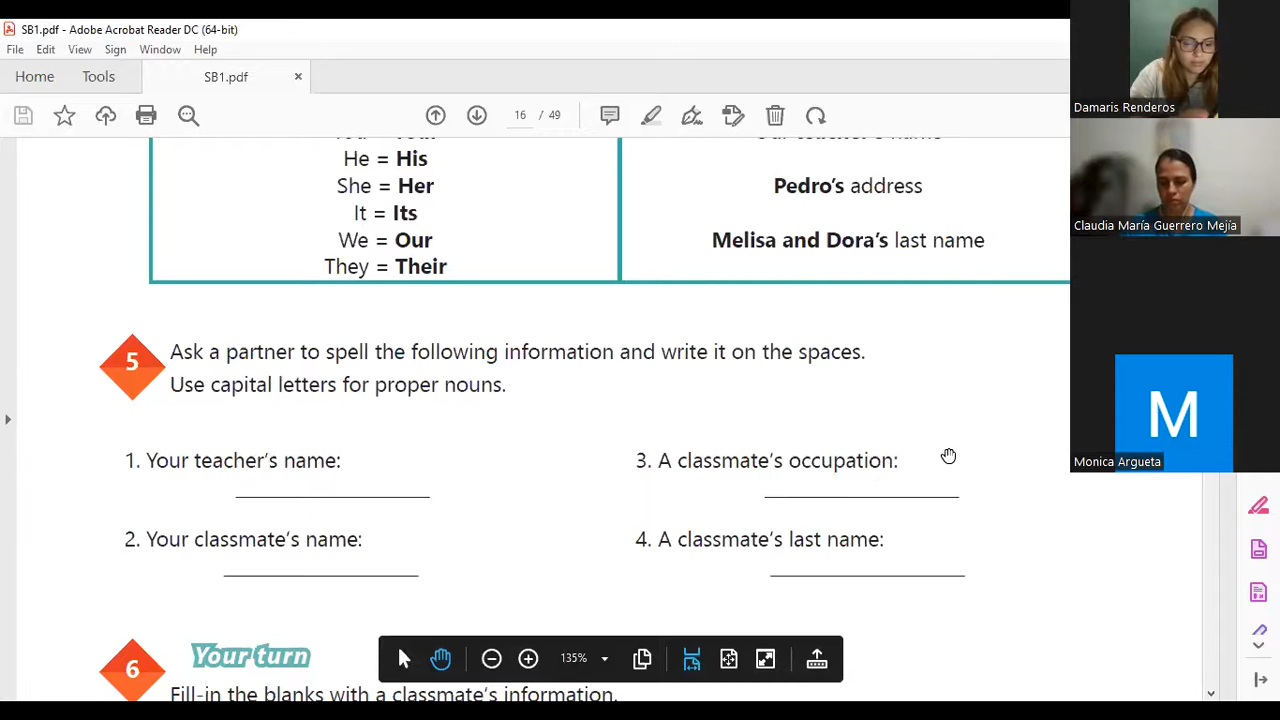 SB1.pdf - Adobe Acrobat Reader DC (64-bit)
File Edit View Sign Window Help
Home Tools SB1.pdf ×
16 / 49
He = His
She = Her
It = Its
We = Our
They = Their
Pedro's address
Melisa and Dora's last name
5
Ask a partner to spell the following information and write it on the spaces.
Use capital letters for proper nouns.
1. Your teacher's name:
2. Your classmate's name:
3. A classmate's occupation:
4. A classmate's last name:
6
Your turn
Fill-in the blanks with a classmate's information.
135%
Damaris Renderos
Claudia María Guerrero Mejía
M
Monica Argueta